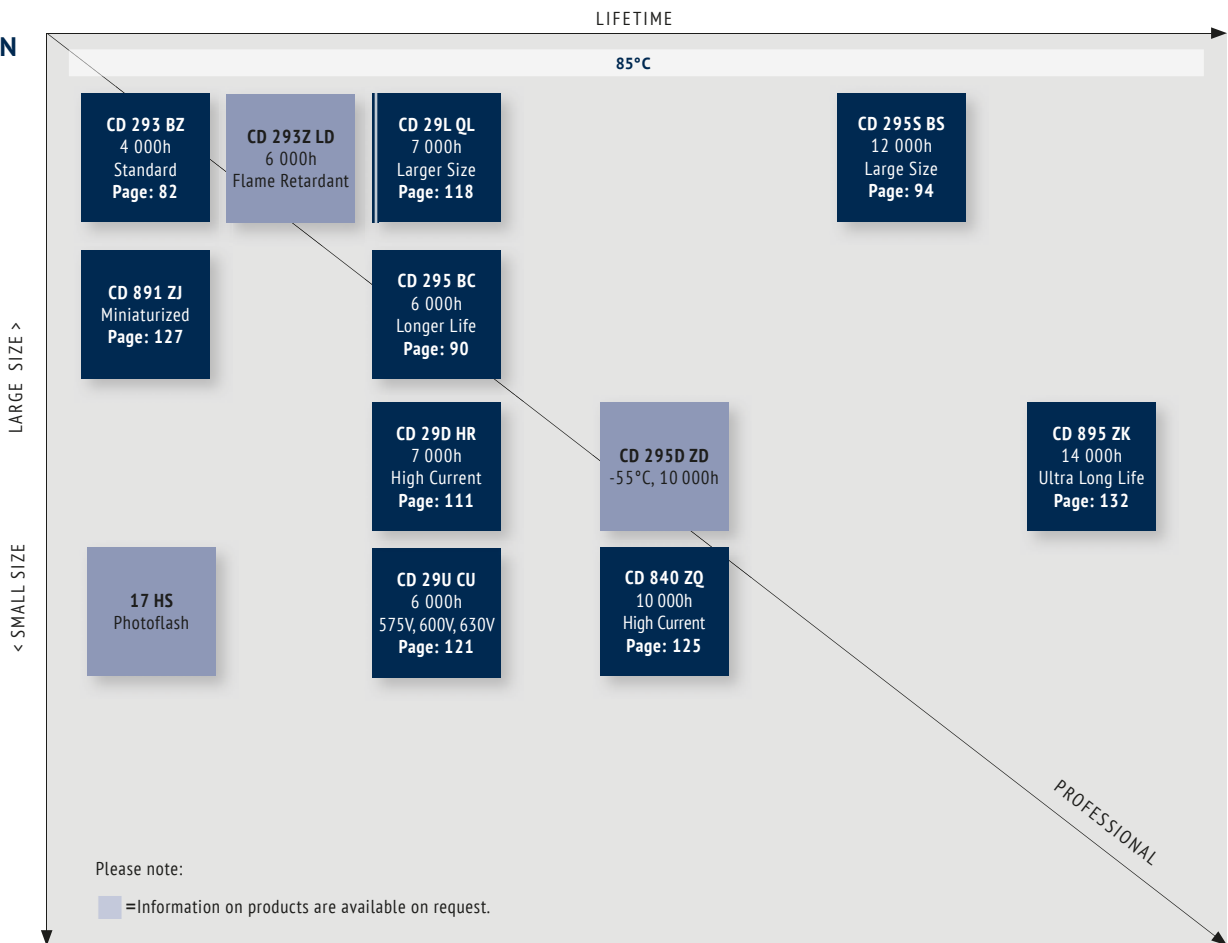 LIFETIME
N
85°C
CD 293 BZ
4 000h
Standard
Page: 82
CD 293Z LD
6 000h
Flame Retardant
CD 29L QL
7 000h
Larger Size
Page: 118
CD 295S BS
12 000h
Large Size
Page: 94
CD 891 ZJ
Miniaturized
Page: 127
CD 295 BC
6 000h
Longer Life
Page: 90
LARGE SIZE >
CD 29D HR
7 000h
High Current
Page: 111
CD 295D ZD
-55°C, 10 000h
CD 895 ZK
14 000h
Ultra Long Life
Page: 132
< SMALL SIZE
17 HS
Photoflash
CD 29U CU
6 000h
575V, 600V, 630V
Page: 121
CD 840 ZQ
10 000h
High Current
Page: 125
PROFESSIONAL
Please note:
=Information on products are available on request.